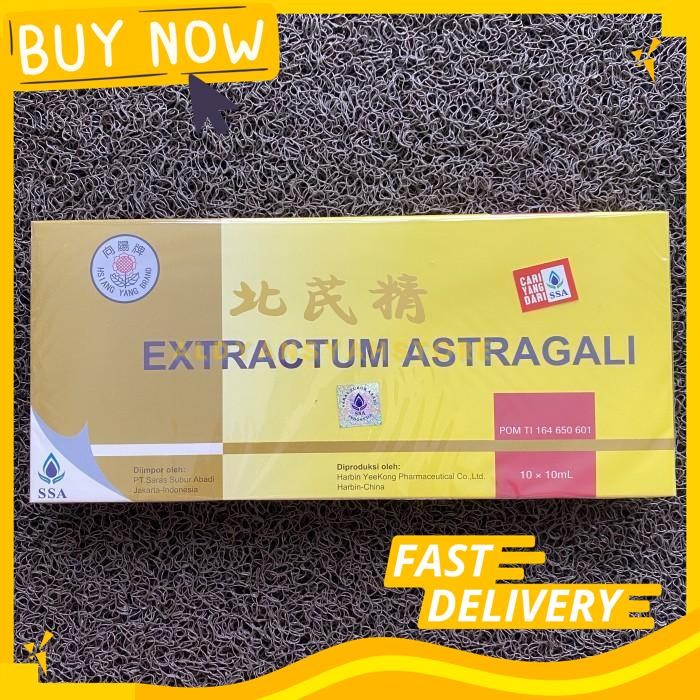 BUY NOW
向陽牌
HSIANG YANG BRAND
北芪精
CARI
YANG
DARI
SSA
EXTRACTUM ASTRAGALI
SSA
POM TI 164 650 601
10 × 10mL
SSA
Diimpor oleh:
PT.Saras Subur Abadi
Jakarta-Indonesia
Diproduksi oleh:
Harbin YeeKong Pharmaceutical Co.,Ltd.
Harbin-China
FAST
DELIVERY